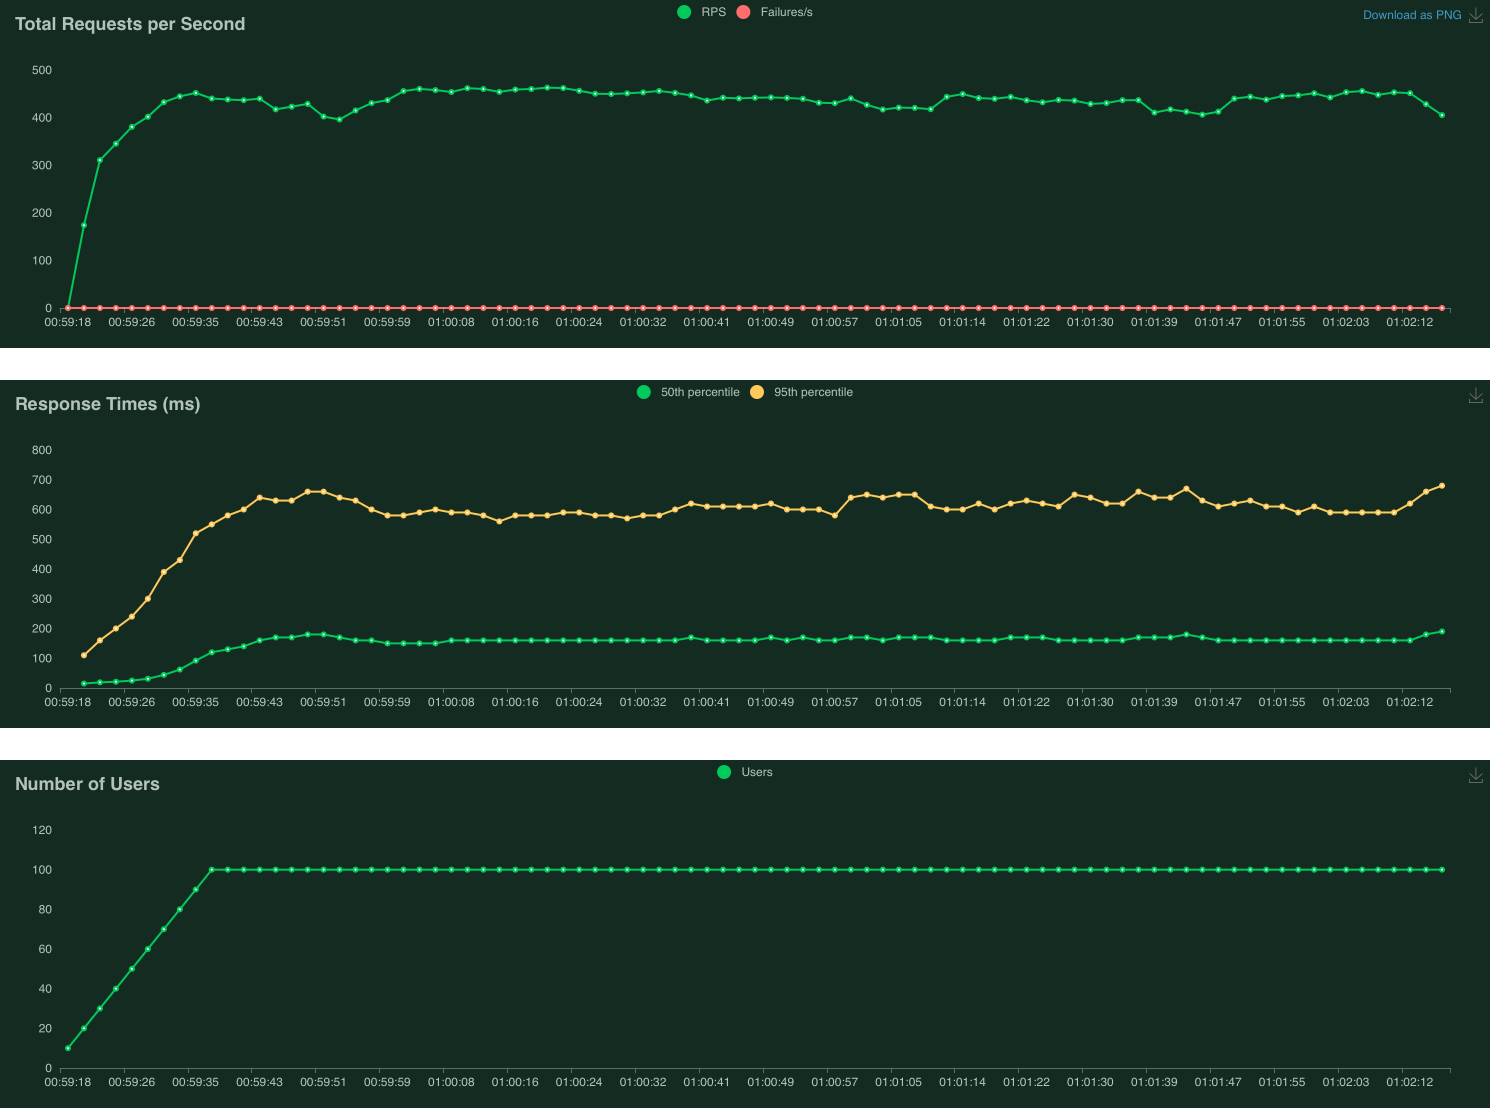 Total Requests per Second
RPS Failures/s
Download as PNG
500
400
300
200
100
0
00:59:18 00:59:26 00:59:35 00:59:43 00:59:51 00:59:59 01:00:08 01:00:16 01:00:24 01:00:32 01:00:41 01:00:49 01:00:57 01:01:05 01:01:14 01:01:22 01:01:30 01:01:39 01:01:47 01:01:55 01:02:03 01:02:12
Response Times (ms)
50th percentile 95th percentile
800
700
600
500
400
300
200
100
0
00:59:18 00:59:26 00:59:35 00:59:43 00:59:51 00:59:59 01:00:08 01:00:16 01:00:24 01:00:32 01:00:41 01:00:49 01:00:57 01:01:05 01:01:14 01:01:22 01:01:30 01:01:39 01:01:47 01:01:55 01:02:03 01:02:12
Number of Users
Users
120
100
80
60
40
20
0
00:59:18 00:59:26 00:59:35 00:59:43 00:59:51 00:59:59 01:00:08 01:00:16 01:00:24 01:00:32 01:00:41 01:00:49 01:00:57 01:01:05 01:01:14 01:01:22 01:01:30 01:01:39 01:01:47 01:01:55 01:02:03 01:02:12